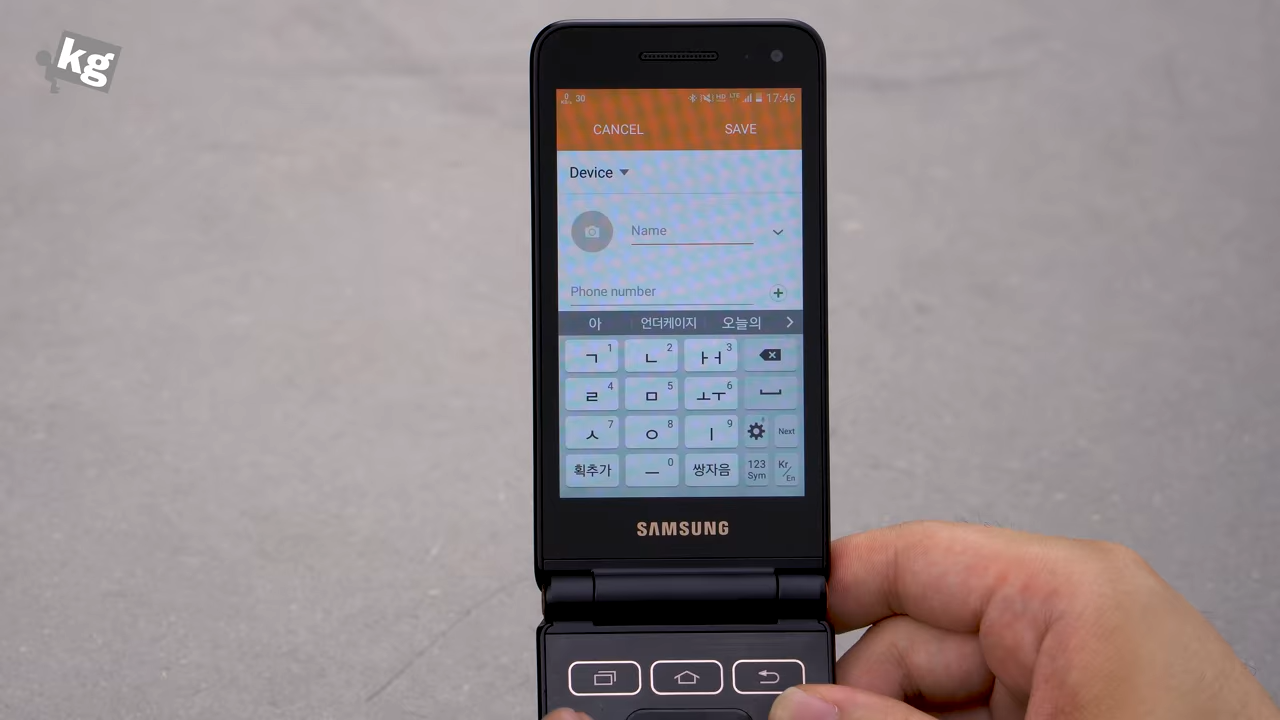 kg
30 LTE 17:46
CANCEL SAVE
Device
Name
Phone number
아 언더케이지 오늘의
ㄱ 1 ㄴ 2 ㅏㅓ 3
ㄹ 4 ㅁ 5 ㅗㅜ 6
ㅅ 7 ㅇ 8 ㅣ 9 Next
획추가 ㅡ 0 쌍자음 123 Sym Kr/En
SAMSUNG